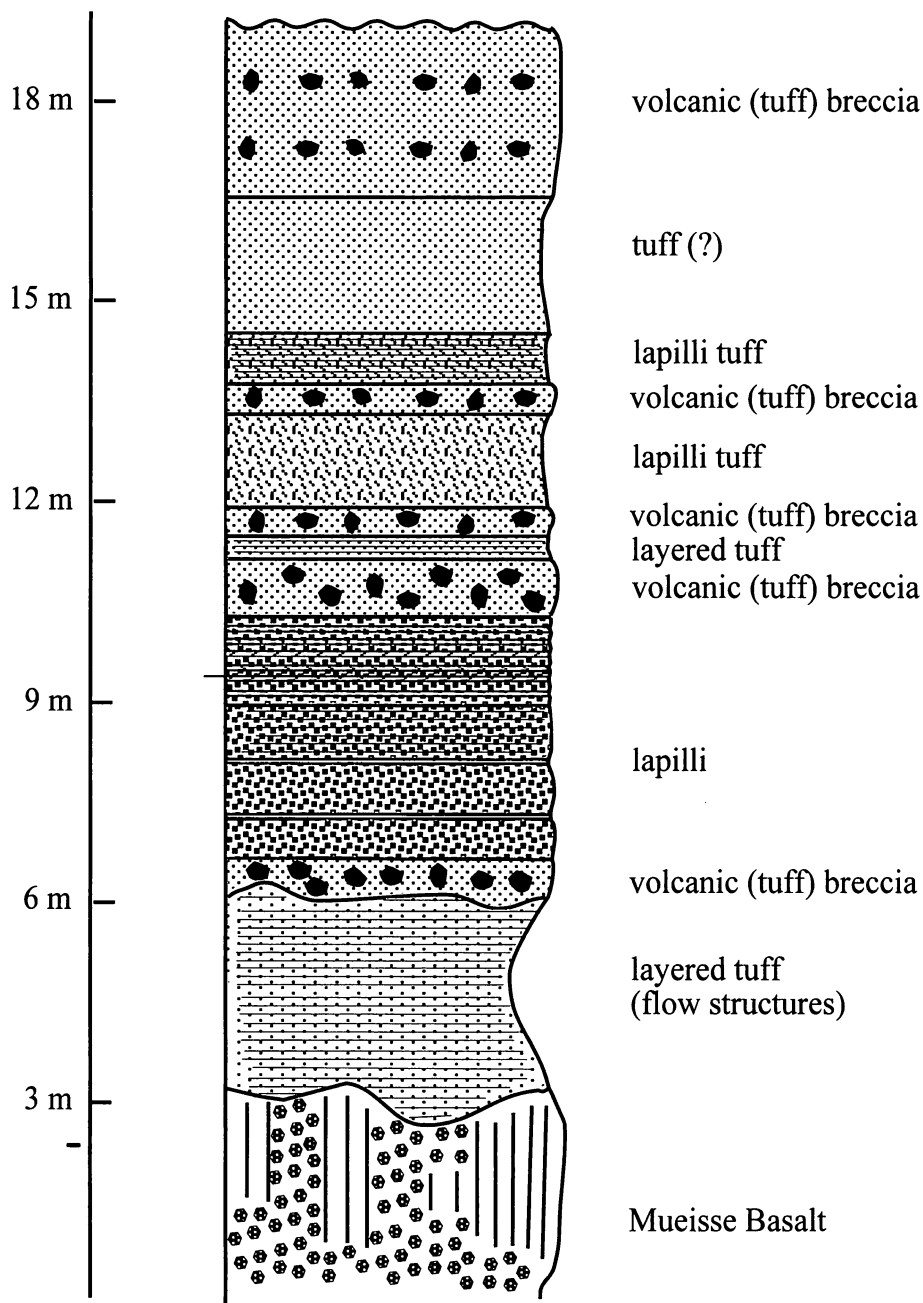 18 m
volcanic (tuff) breccia
tuff (?)
15 m
lapilli tuff
volcanic (tuff) breccia
lapilli tuff
12 m
volcanic (tuff) breccia
layered tuff
volcanic (tuff) breccia
9 m
lapilli
volcanic (tuff) breccia
6 m
layered tuff
(flow structures)
3 m
Mueisse Basalt